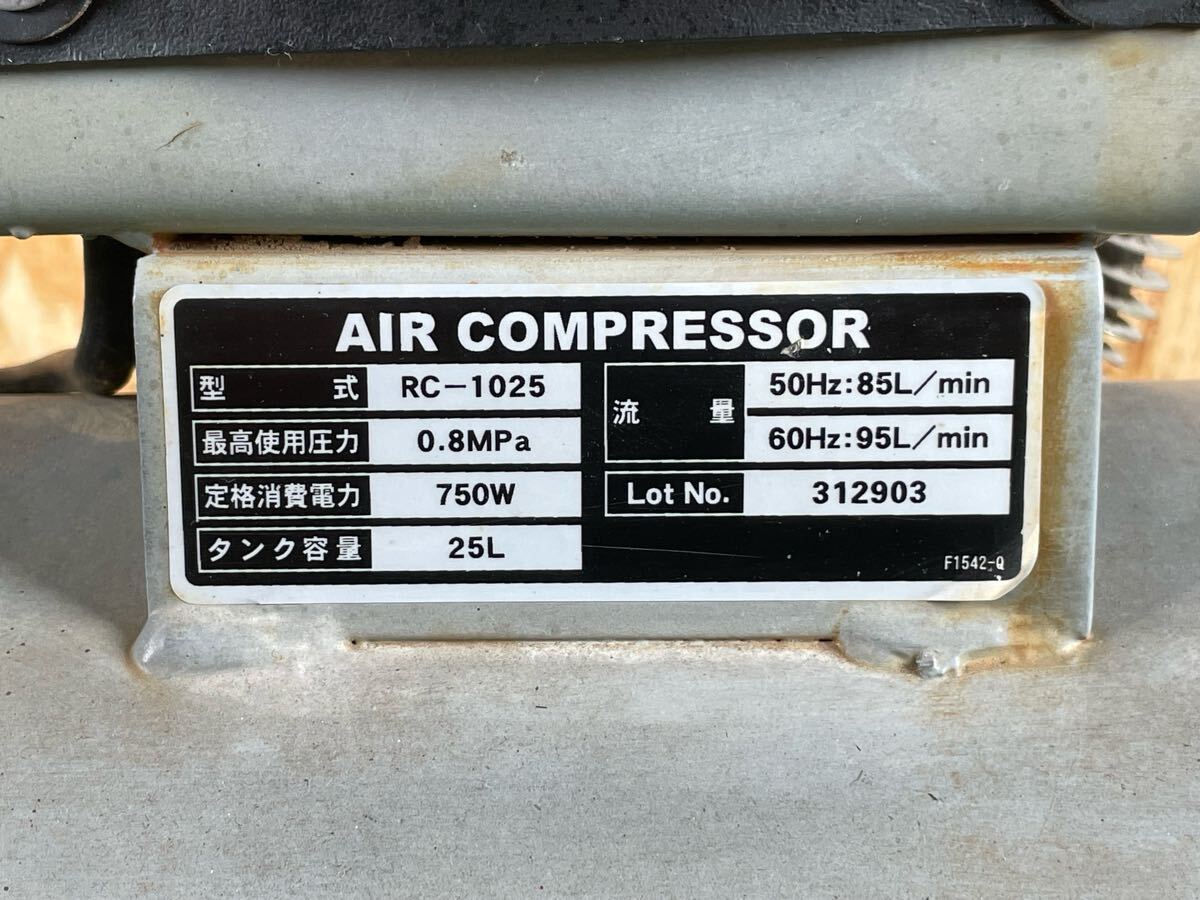 AIR COMPRESSOR
型 式 RC-1025
最高使用圧力 0.8MPa
定格消費電力 750W
タンク容量 25L
流 量 50Hz:85L/min
60Hz:95L/min
Lot No. 312903
F1542-Q